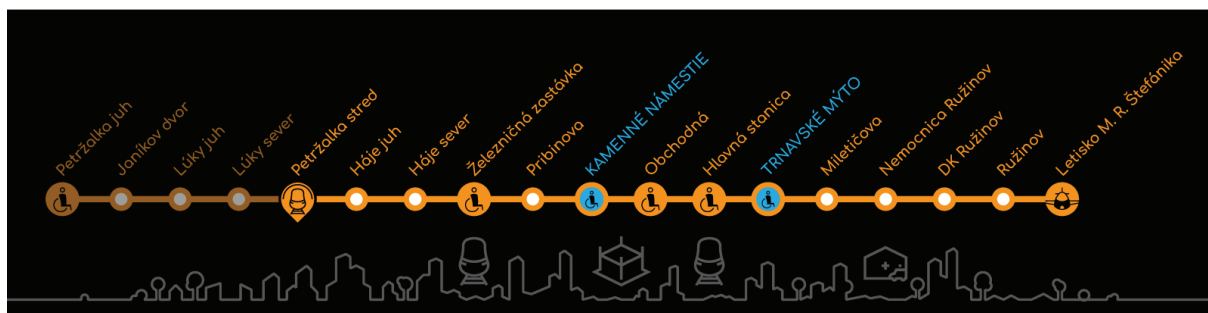 Petržalka juh
Janíkov dvor
Lúky juh
Lúky sever
Petržalka stred
Háje juh
Háje sever
Železničná zastávka
Pribinova
KAMENNÉ NÁMESTIE
Obchodná
Hlavná stanica
TRNAVSKÉ MÝTO
Miletičova
Nemocnica Ružinov
DK Ružinov
Ružinov
Letisko M. R. Štefánika